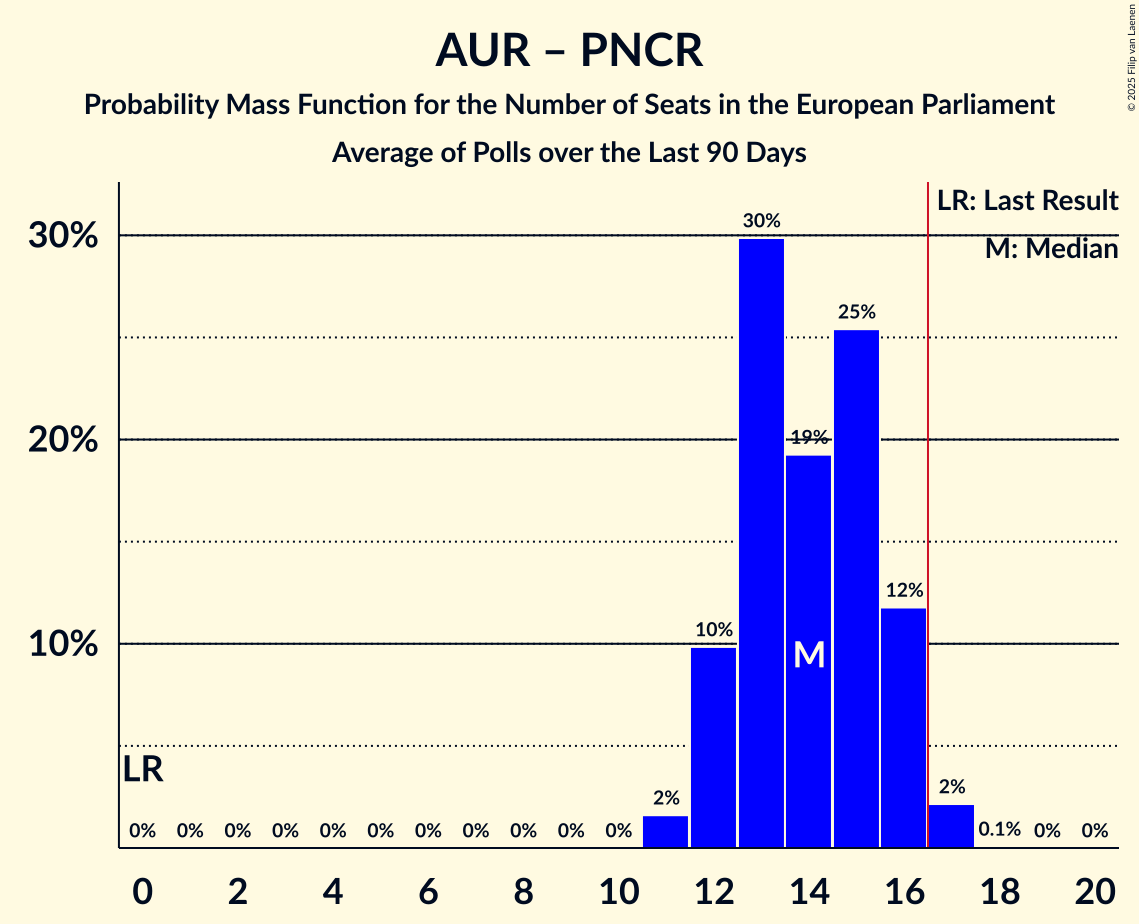 AUR – PNCR
Probability Mass Function for the Number of Seats in the European Parliament
Average of Polls over the Last 90 Days
© 2025 Filip van Laenen
LR: Last Result
M: Median
30%
20%
10%
30%
25%
19%
12%
10%
M
LR
2%
2%
0% 0% 0% 0% 0% 0% 0% 0% 0% 0% 0% 0.1% 0% 0%
0 2 4 6 8 10 12 14 16 18 20